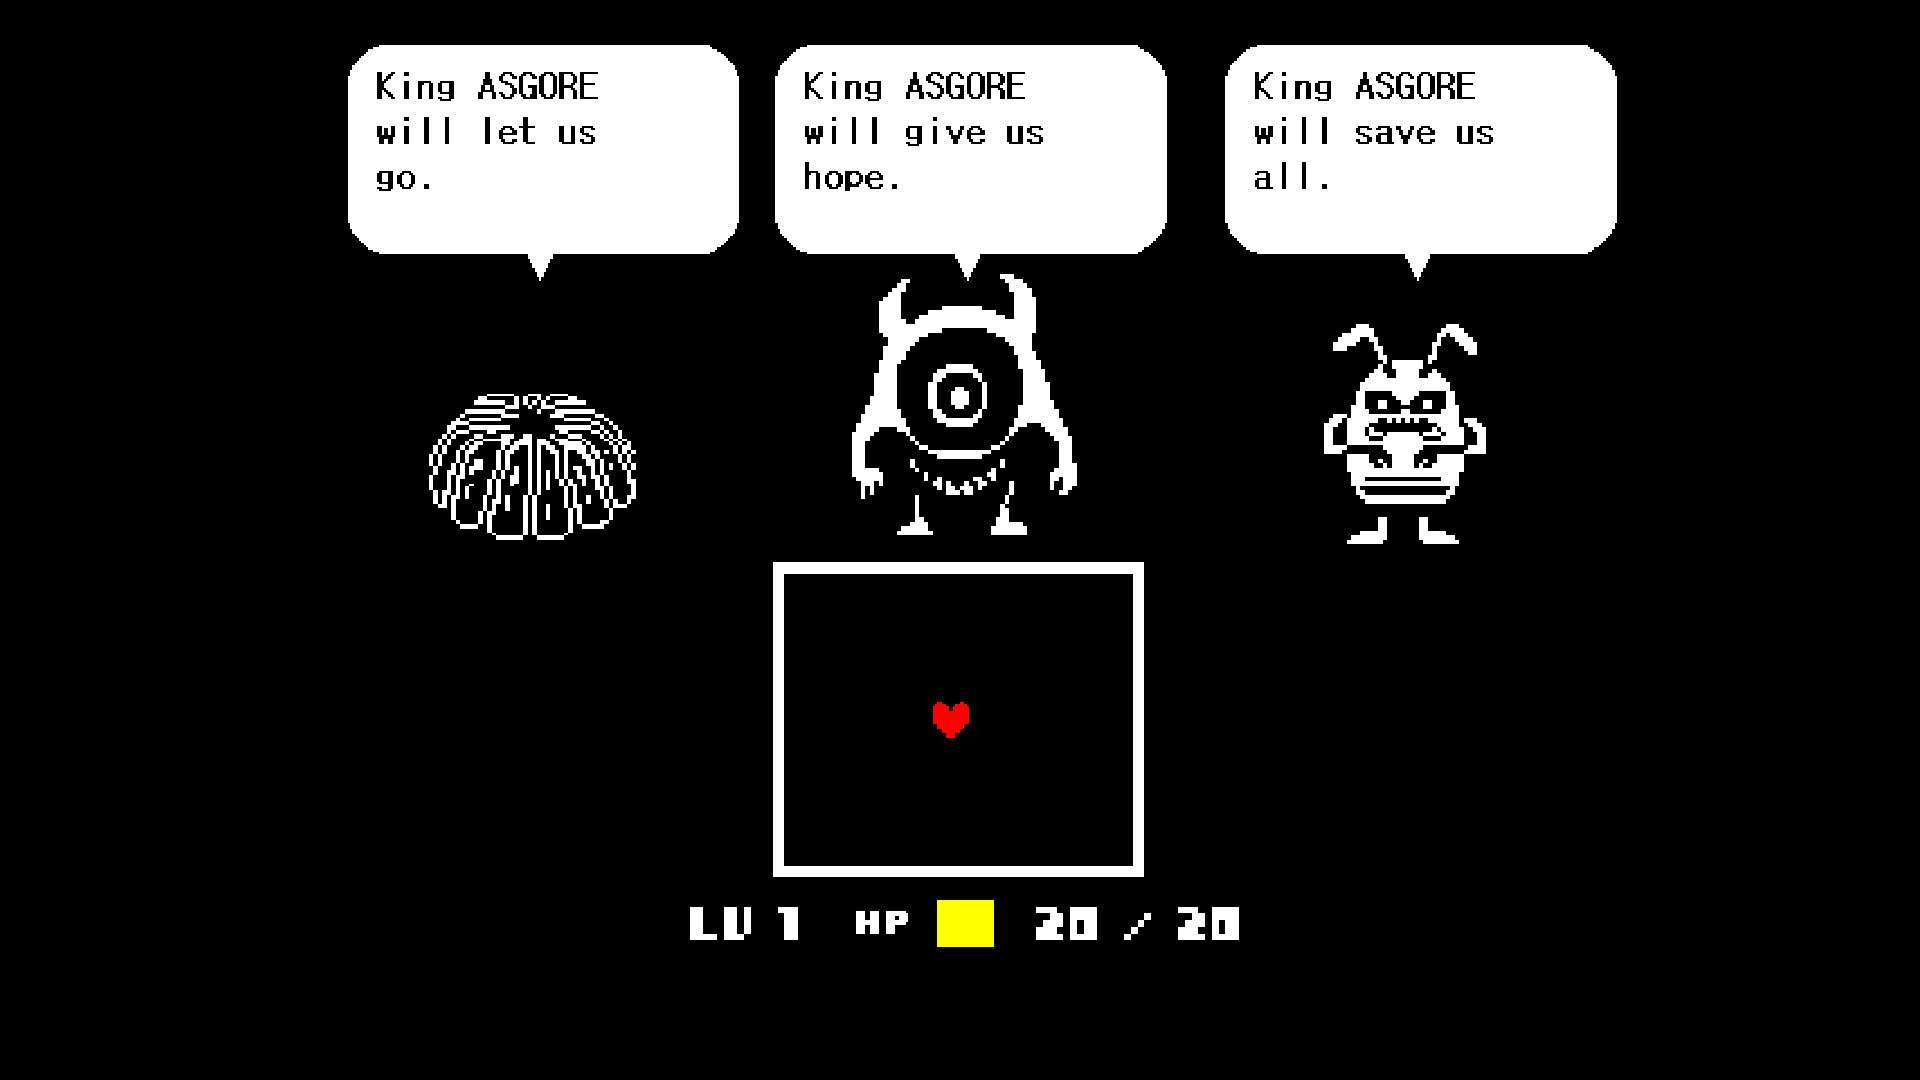 King ASGORE
will let us
go.
King ASGORE
will give us
hope.
King ASGORE
will save us
all.
LV 1 HP 20 / 20